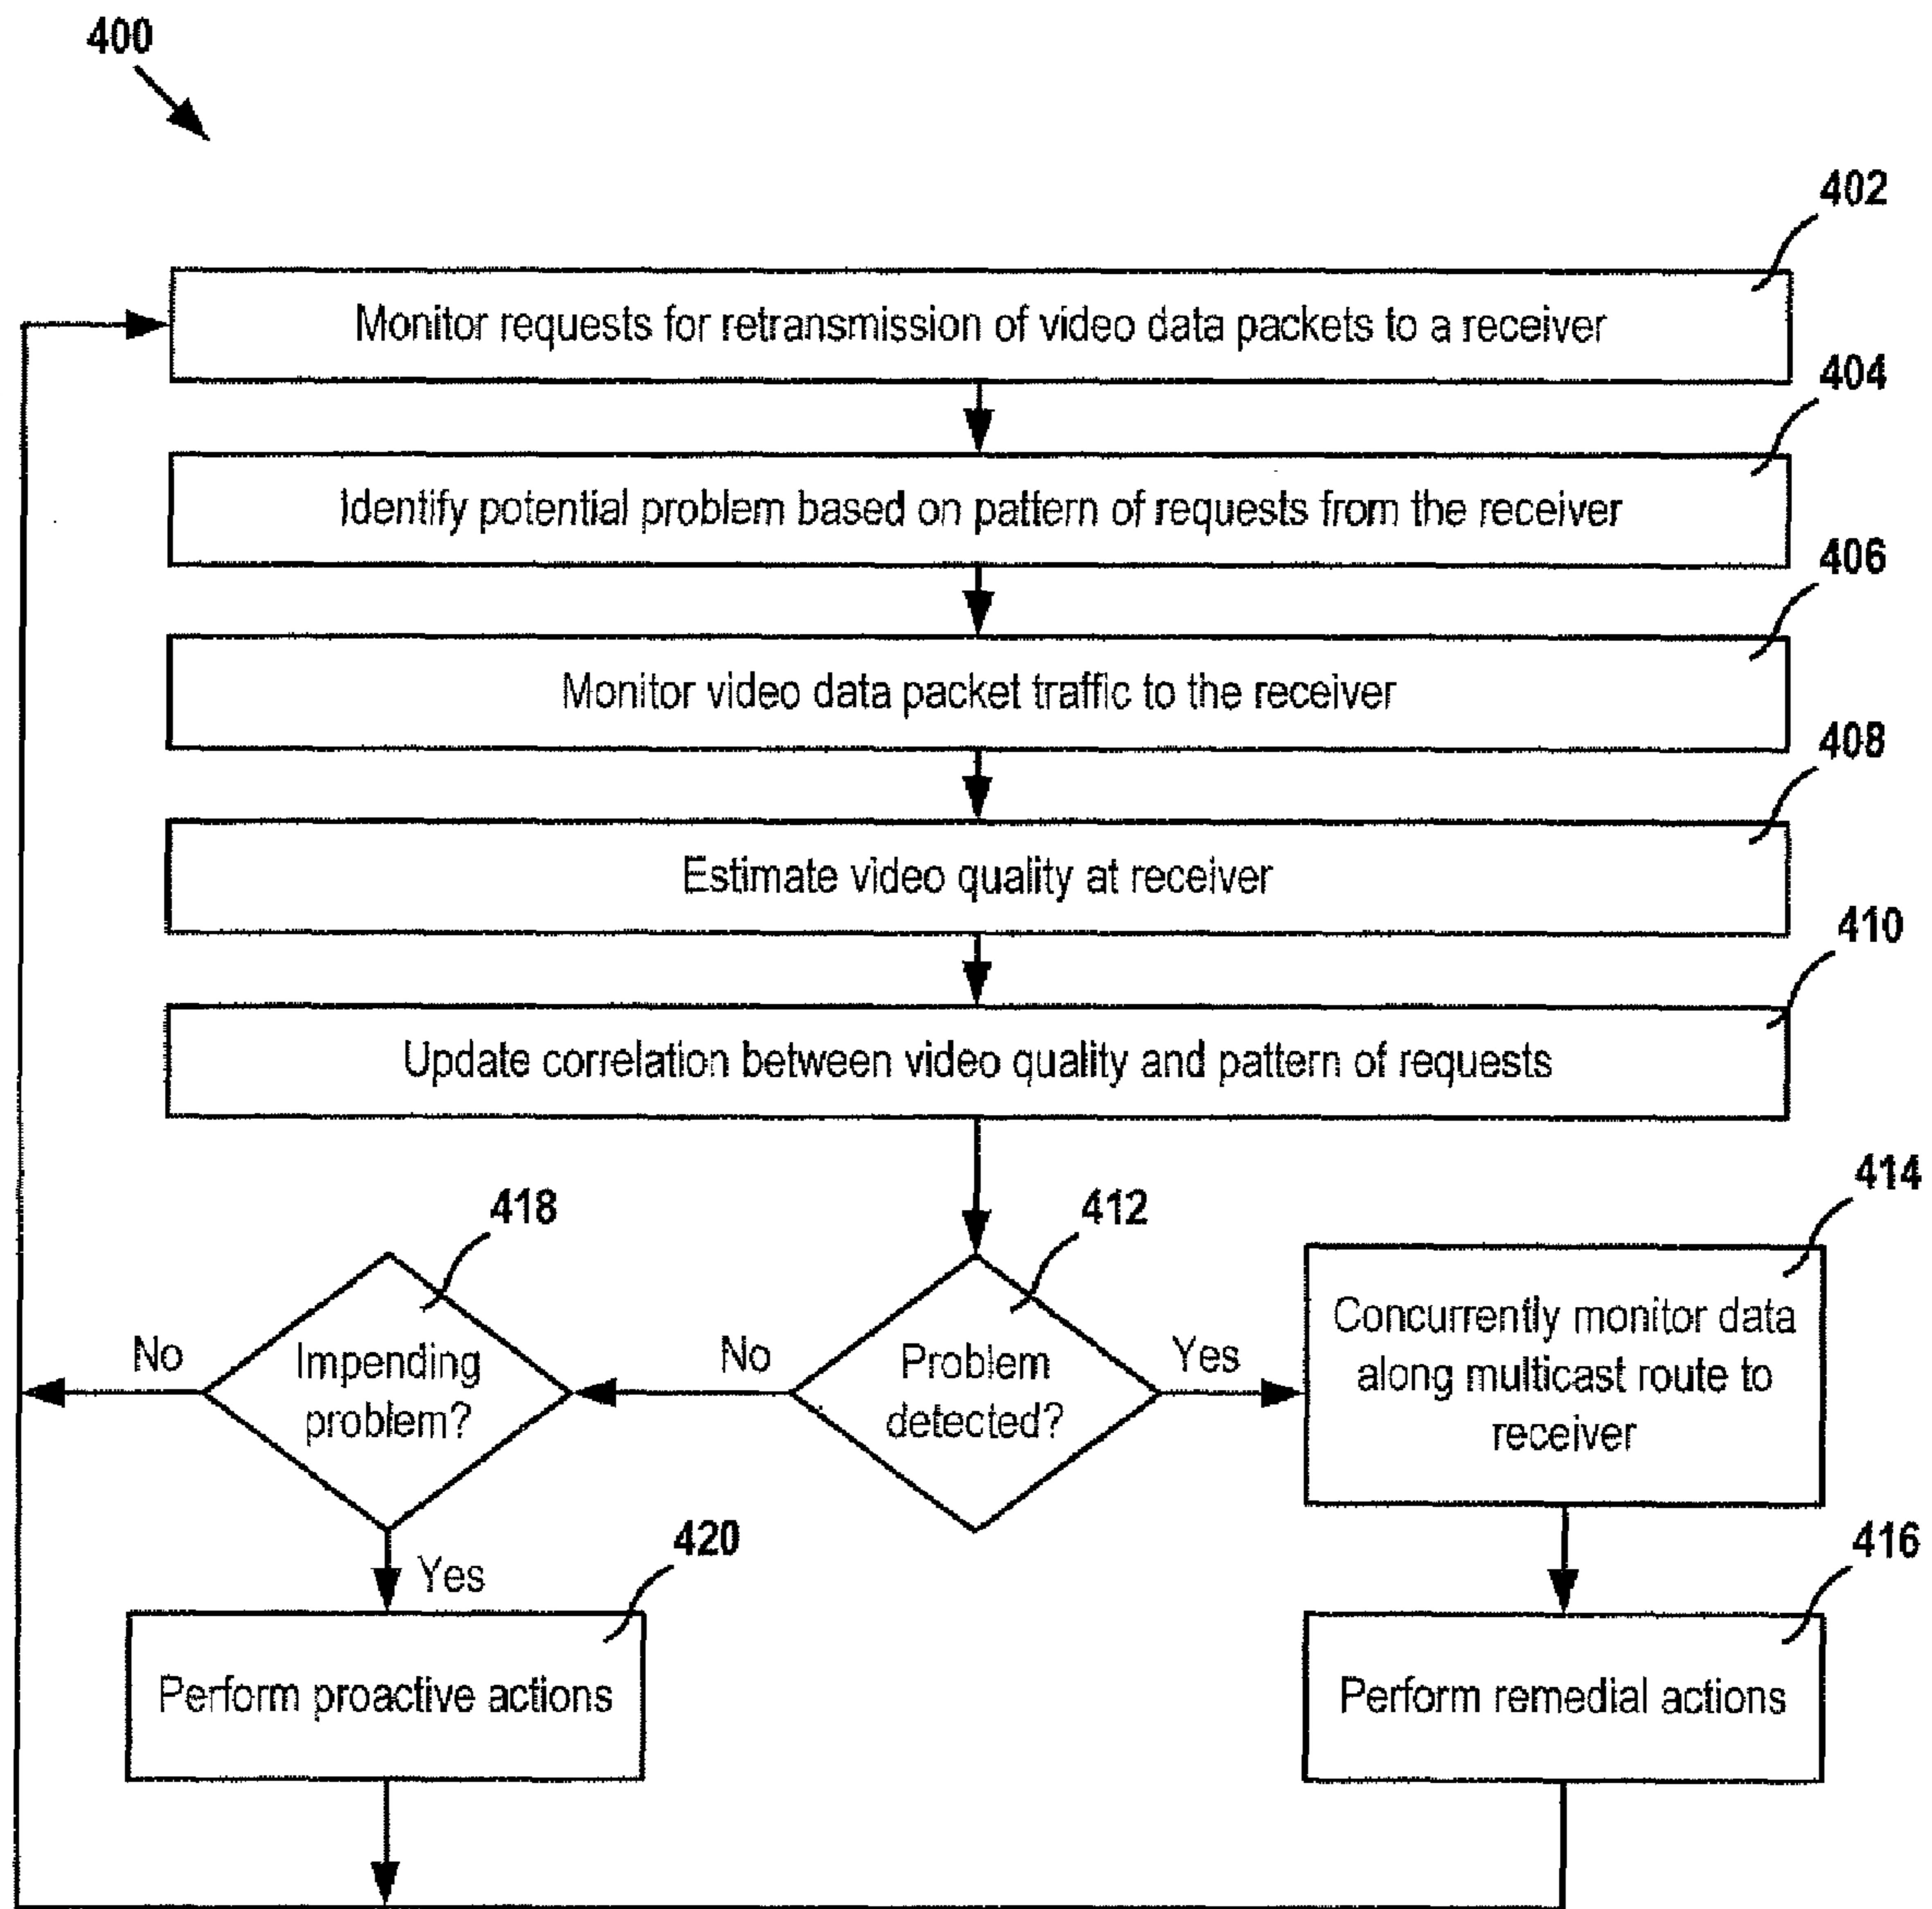 400
402
Monitor requests for retransmission of video data packets to a receiver
404
Identify potential problem based on pattern of requests from the receiver
406
Monitor video data packet traffic to the receiver
408
Estimate video quality at receiver
410
Update correlation between video quality and pattern of requests
418
412
414
No
Impending
problem?
No
Problem
detected?
Yes
Concurrently monitor data
along multicast route to
receiver
Yes
420
416
Perform proactive actions
Perform remedial actions